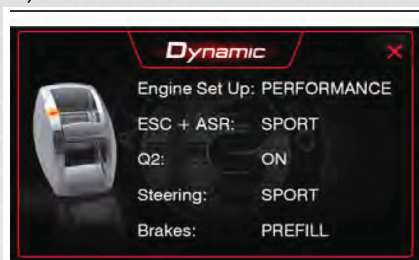 Dynamic
Engine Set Up: PERFORMANCE
ESC + ASR: SPORT
Q2: ON
Steering: SPORT
Brakes: PREFILL